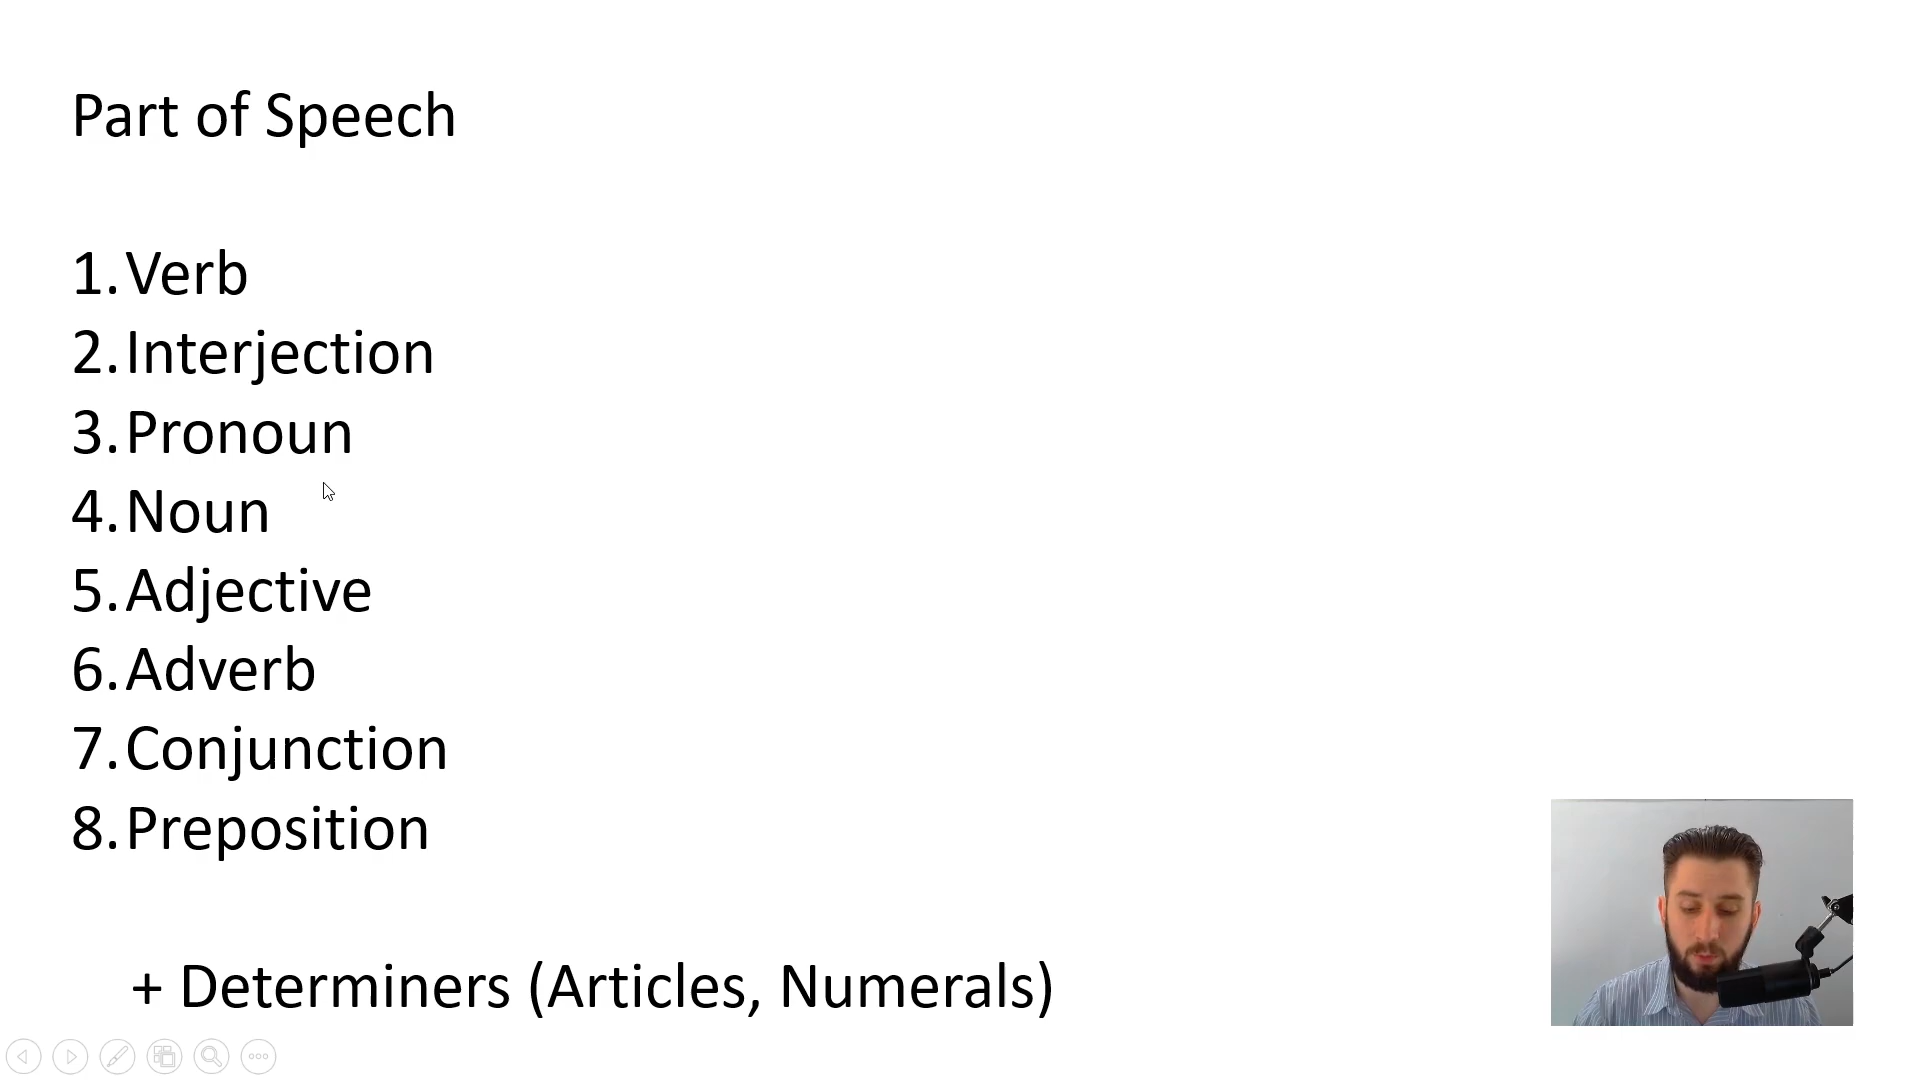 Part of Speech
1. Verb
2. Interjection
3. Pronoun
4. Noun
5. Adjective
6. Adverb
7. Conjunction
8. Preposition
+ Determiners (Articles, Numerals)